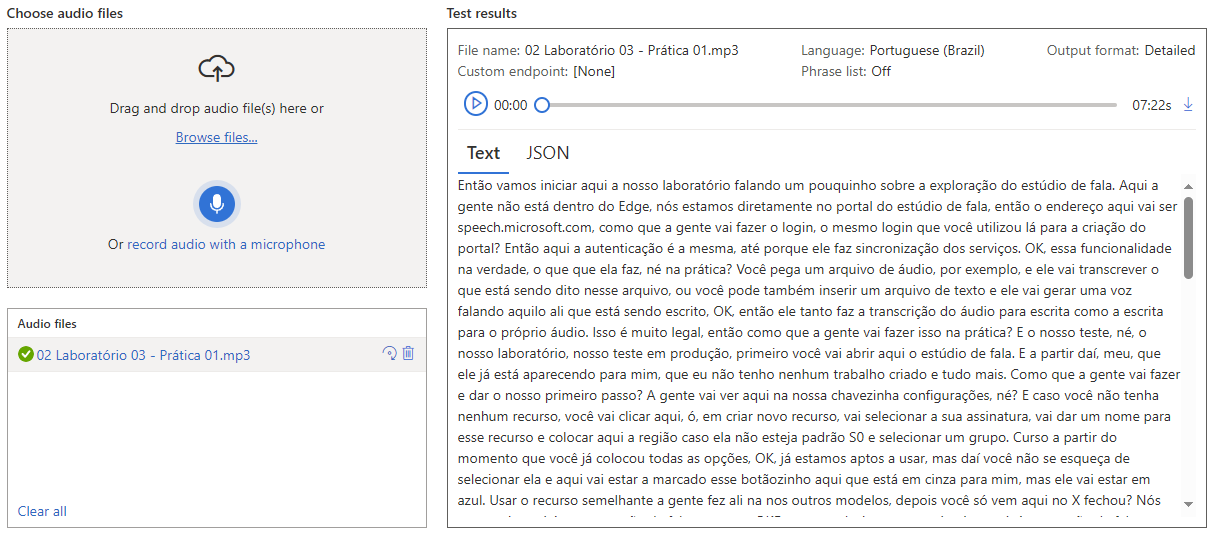 Choose audio files
Drag and drop audio file(s) here or
Browse files...
Or record audio with a microphone
Audio files
02 Laboratório 03 - Prática 01.mp3
Clear all
Test results
File name: 02 Laboratório 03 - Prática 01.mp3
Language: Portuguese (Brazil)
Output format: Detailed
Custom endpoint: [None]
Phrase list: Off
00:00
07:22s
Text
JSON
Então vamos iniciar aqui a nosso laboratório falando um pouquinho sobre a exploração do estúdio de fala. Aqui a
gente não está dentro do Edge, nós estamos diretamente no portal do estúdio de fala, então o endereço aqui vai ser
speech.microsoft.com, como que a gente vai fazer o login, o mesmo login que você utilizou lá para a criação do
portal? Então aqui a autenticação é a mesma, até porque ele faz sincronização dos serviços. OK, essa funcionalidade
na verdade, o que que ela faz, né na prática? Você pega um arquivo de áudio, por exemplo, e ele vai transcrever o
que está sendo dito nesse arquivo, ou você pode também inserir um arquivo de texto e ele vai gerar uma voz
falando aquilo ali que está sendo escrito, OK, então ele tanto faz a transcrição do áudio para escrita como a escrita
para o próprio áudio. Isso é muito legal, então como que a gente vai fazer isso na prática? E o nosso teste, né, o
nosso laboratório, nosso teste em produção, primeiro você vai abrir aqui o estúdio de fala. E a partir daí, meu, que
ele já está aparecendo para mim, que eu não tenho nenhum trabalho criado e tudo mais. Como que a gente vai fazer
e dar o nosso primeiro passo? A gente vai ver aqui na nossa chavezinha configurações, né? E caso você não tenha
nenhum recurso, você vai clicar aqui, ó, em criar novo recurso, vai selecionar a sua assinatura, vai dar um nome para
esse recurso e colocar aqui a região caso ela não esteja padrão S0 e selecionar um grupo. Curso a partir do
momento que você já colocou todas as opções, OK, já estamos aptos a usar, mas daí você não se esqueça de
selecionar ela e aqui vai estar a marcado esse botãozinho aqui que está em cinza para mim, mas ele vai estar em
azul. Usar o recurso semelhante a gente fez ali na nos outros modelos, depois você só vem aqui no X fechou? Nós